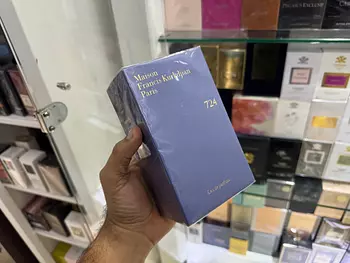 Maison
Francis Kurkdjian
Paris
724
Eau de parfum